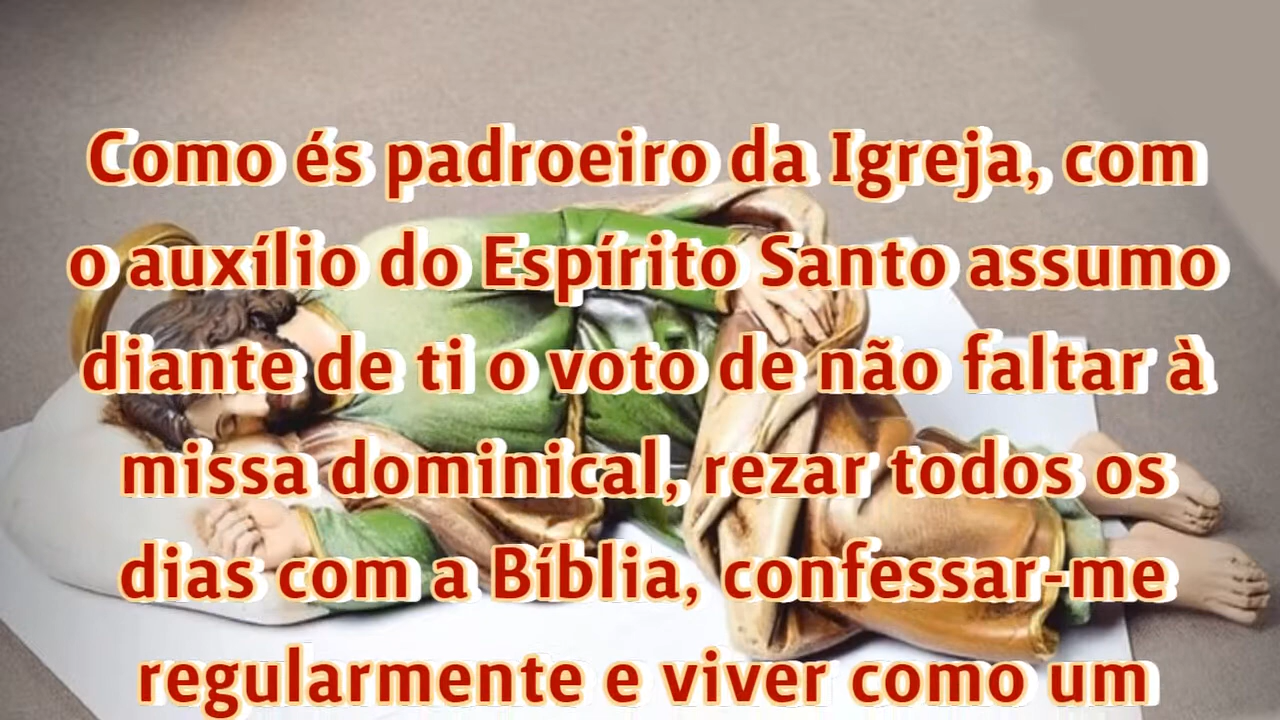 Como és padroeiro da Igreja, com
o auxílio do Espírito Santo assumo
diante de ti o voto de não faltar à
missa dominical, rezar todos os
dias com a Bíblia, confessar-me
regularmente e viver como um